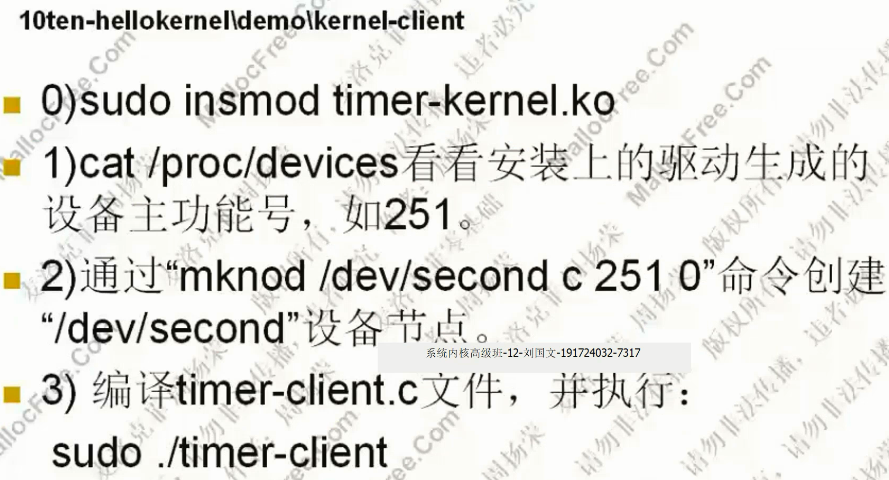 10ten-hellokernel\demo\kernel-client
0)sudo insmod timer-kernel.ko
1)cat /proc/devices看看安装上的驱动生成的
设备主功能号，如251。
2)通过“mknod /dev/second c 251 0”命令创建
“/dev/second”设备节点。
系统内核高级班-12-刘国文-191724032-7317
3) 编译timer-client.c文件，并执行：
sudo ./timer-client